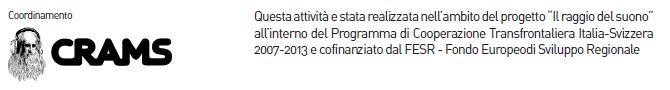 Coordinamento
CRAMS
Questa attività e stata realizzata nell'ambito del progetto “Il raggio del suono”
all'interno del Programma di Cooperazione Transfrontaliera Italia-Svizzera
2007-2013 e cofinanziato dal FESR - Fondo Europeodi Sviluppo Regionale